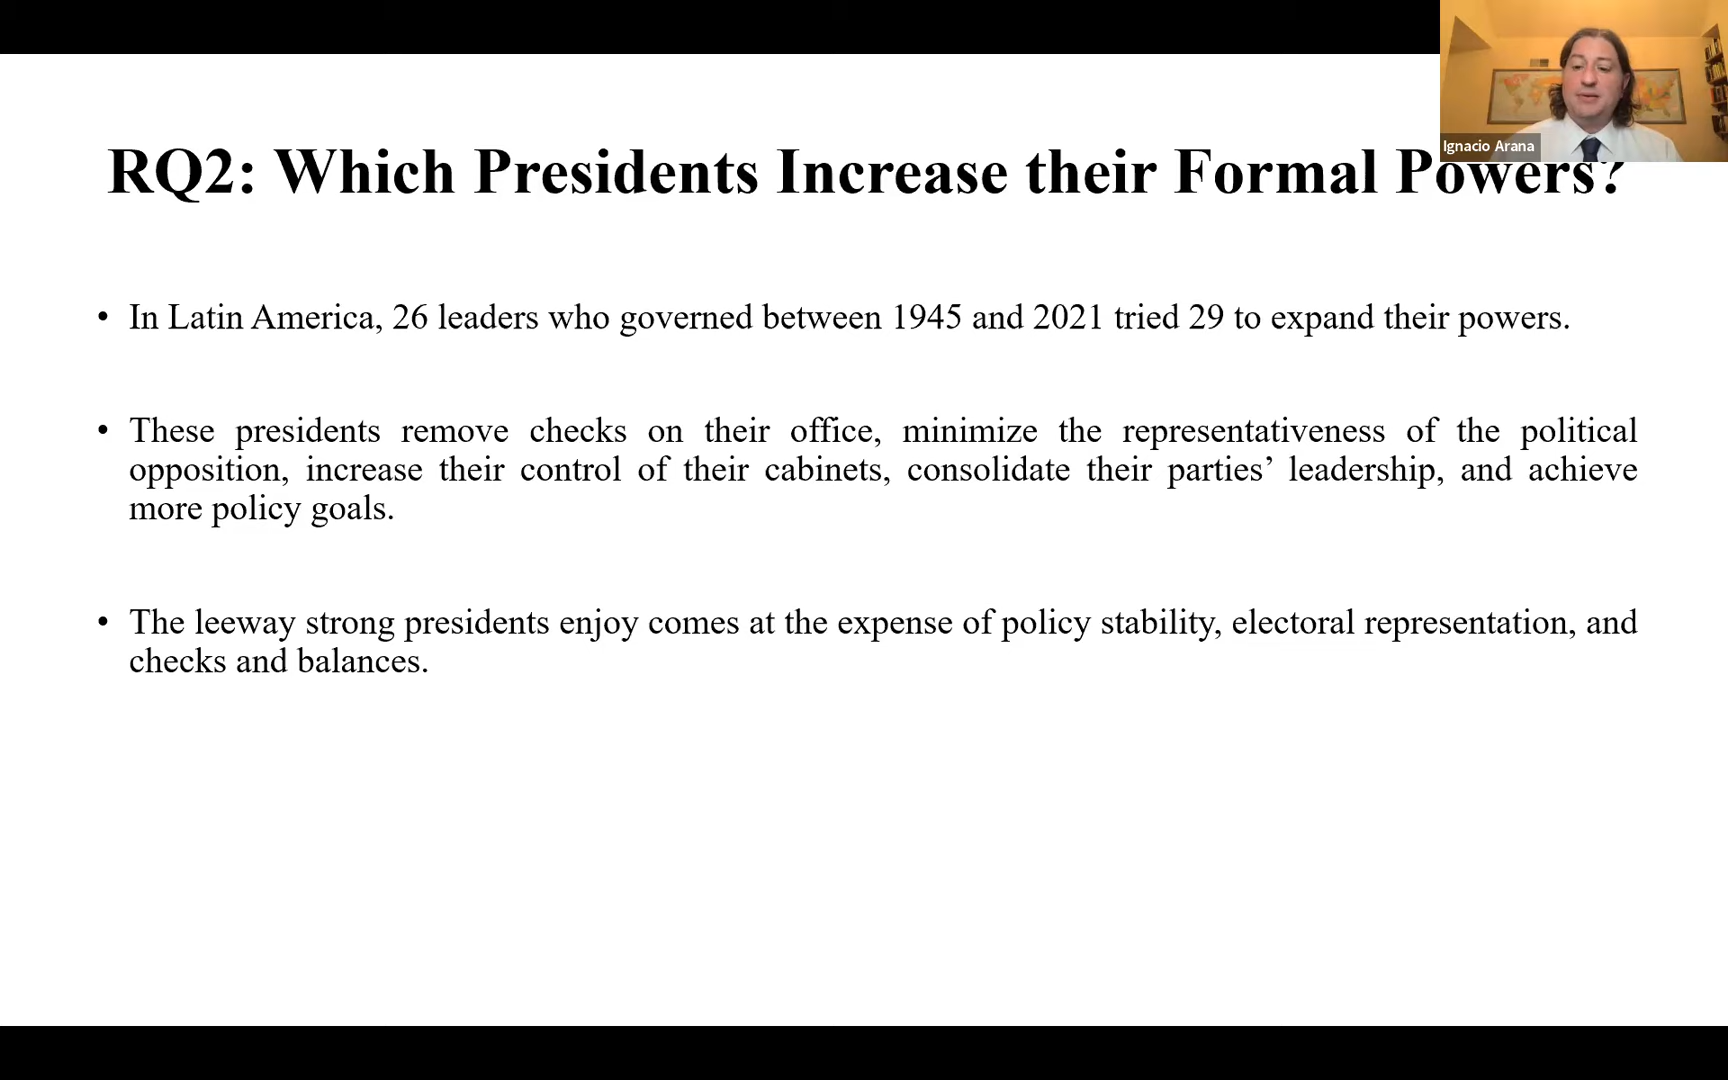 Ignacio Arana
RQ2: Which Presidents Increase their Formal Powers?
• In Latin America, 26 leaders who governed between 1945 and 2021 tried 29 to expand their powers.
• These presidents remove checks on their office, minimize the representativeness of the political
opposition, increase their control of their cabinets, consolidate their parties’ leadership, and achieve
more policy goals.
• The leeway strong presidents enjoy comes at the expense of policy stability, electoral representation, and
checks and balances.